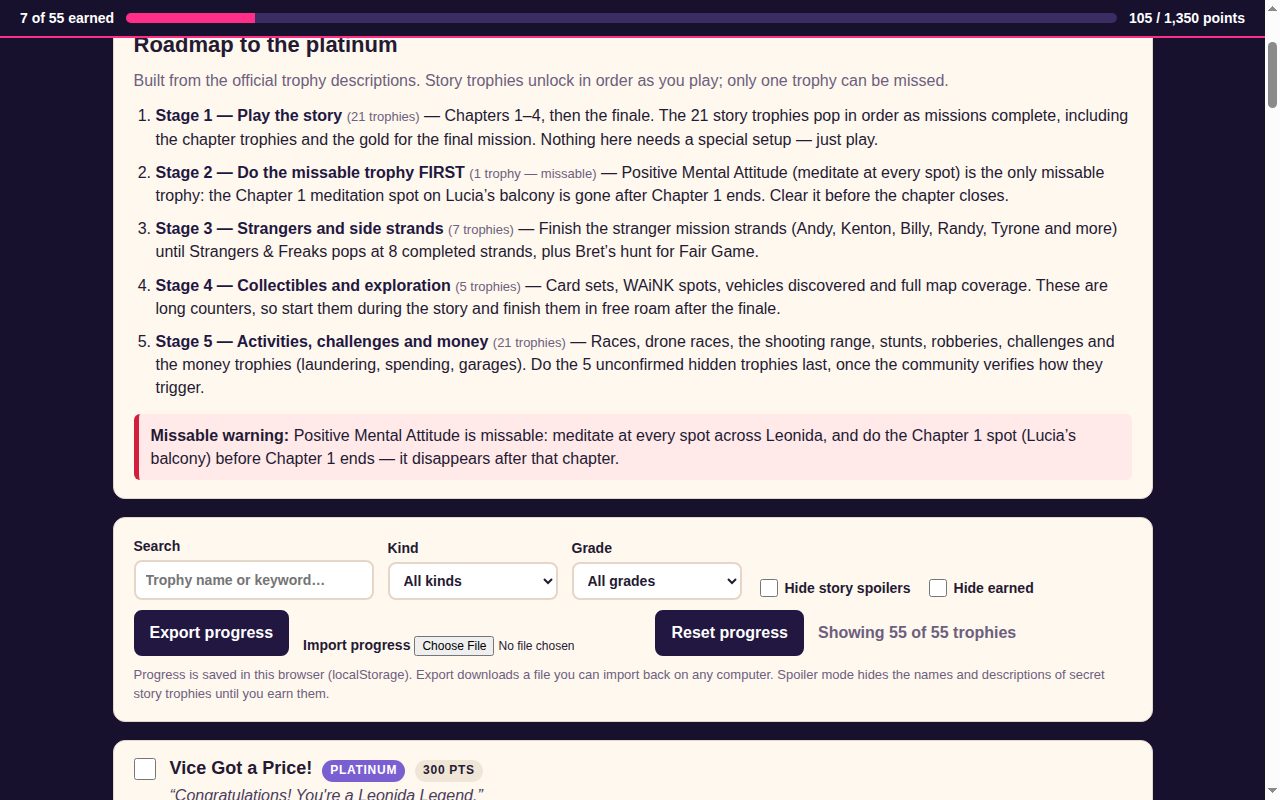 7 of 55 earned
105 / 1,350 points
Roadmap to the platinum
Built from the official trophy descriptions. Story trophies unlock in order as you play; only one trophy can be missed.
1. Stage 1 — Play the story (21 trophies) — Chapters 1–4, then the finale. The 21 story trophies pop in order as missions complete, including
the chapter trophies and the gold for the final mission. Nothing here needs a special setup — just play.
2. Stage 2 — Do the missable trophy FIRST (1 trophy — missable) — Positive Mental Attitude (meditate at every spot) is the only missable
trophy: the Chapter 1 meditation spot on Lucia’s balcony is gone after Chapter 1 ends. Clear it before the chapter closes.
3. Stage 3 — Strangers and side strands (7 trophies) — Finish the stranger mission strands (Andy, Kenton, Billy, Randy, Tyrone and more)
until Strangers & Freaks pops at 8 completed strands, plus Bret’s hunt for Fair Game.
4. Stage 4 — Collectibles and exploration (5 trophies) — Card sets, WAiNK spots, vehicles discovered and full map coverage. These are
long counters, so start them during the story and finish them in free roam after the finale.
5. Stage 5 — Activities, challenges and money (21 trophies) — Races, drone races, the shooting range, stunts, robberies, challenges and
the money trophies (laundering, spending, garages). Do the 5 unconfirmed hidden trophies last, once the community verifies how they
trigger.
Missable warning: Positive Mental Attitude is missable: meditate at every spot across Leonida, and do the Chapter 1 spot (Lucia’s
balcony) before Chapter 1 ends — it disappears after that chapter.
Search
Kind
Grade
Trophy name or keyword…
All kinds
All grades
Hide story spoilers
Hide earned
Export progress
Import progress Choose File No file chosen
Reset progress
Showing 55 of 55 trophies
Progress is saved in this browser (localStorage). Export downloads a file you can import back on any computer. Spoiler mode hides the names and descriptions of secret
story trophies until you earn them.
Vice Got a Price! PLATINUM 300 PTS
“Congratulations! You're a Leonida Legend.”